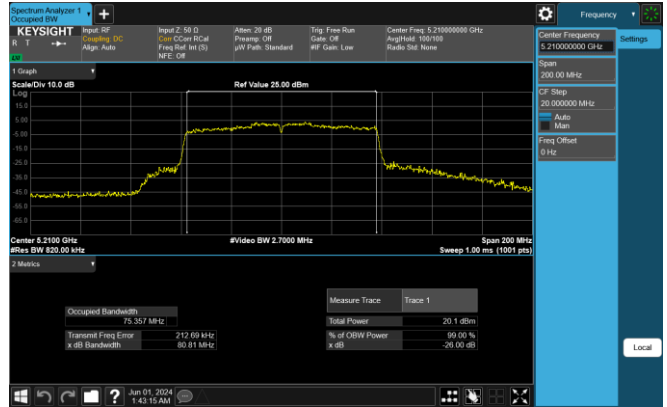 Spectrum Analyzer 1
Occupied BW
Frequency
KEYSIGHT
R T
Input: RF
Coupling: DC
Align: Auto
Input Z: 50 Ω
Corr CCorr RCal
Freq Ref: Int (S)
NFE: Off
Atten: 20 dB
Preamp: Off
µW Path: Standard
Trig: Free Run
Gate: Off
#IF Gain: Low
Center Freq: 5.210000000 GHz
Avg|Hold: 100/100
Radio Std: None
Center Frequency
5.210000000 GHz
Settings
Span
200.00 MHz
CF Step
20.000000 MHz
Auto
Man
Freq Offset
0 Hz
1 Graph
Scale/Div 10.0 dB
Ref Value 25.00 dBm
Log
15.0
5.00
-5.00
-15.0
-25.0
-35.0
-45.0
-55.0
-65.0
Center 5.2100 GHz
#Video BW 2.7000 MHz
Span 200 MHz
#Res BW 820.00 kHz
Sweep 1.00 ms (1001 pts)
2 Metrics
Measure Trace
Trace 1
Occupied Bandwidth
75.357 MHz
Total Power
20.1 dBm
Transmit Freq Error
212.69 kHz
% of OBW Power
99.00 %
x dB Bandwidth
80.81 MHz
x dB
-26.00 dB
Local
Jun 01, 2024
1:43:15 AM